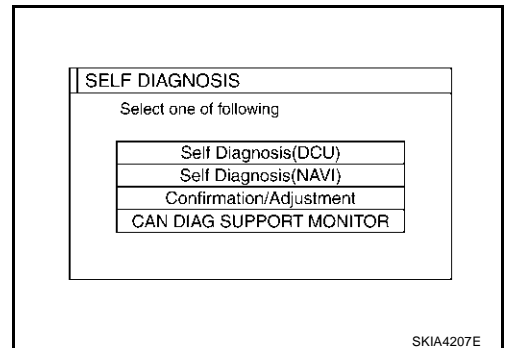 SELF DIAGNOSIS
Select one of following
Self Diagnosis(DCU)
Self Diagnosis(NAVI)
Confirmation/Adjustment
CAN DIAG SUPPORT MONITOR
SKIA4207E